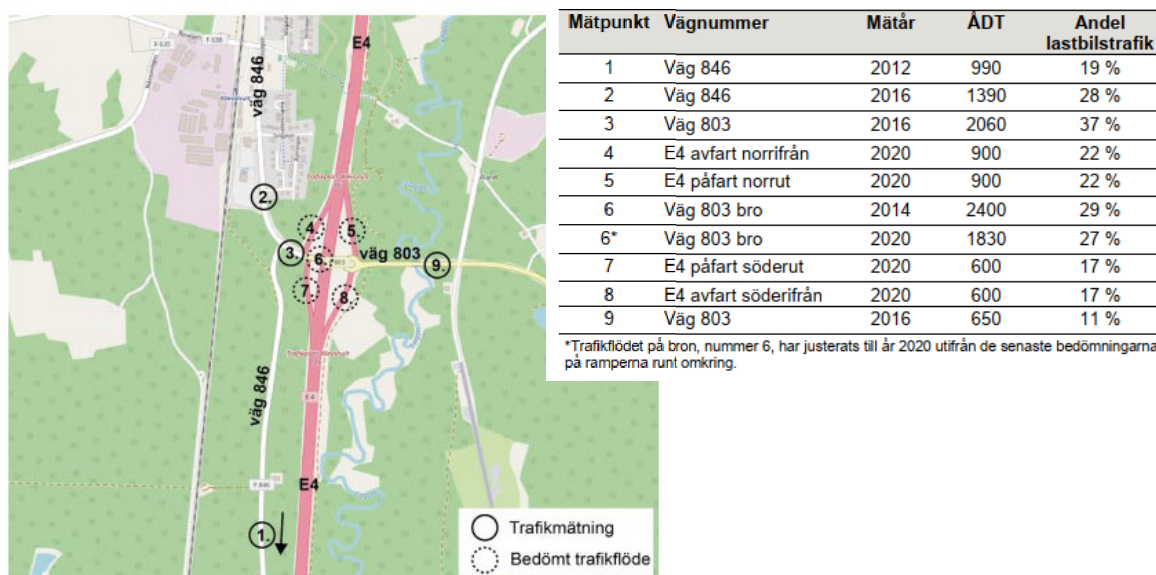 F 635
F 638
E4
väg 846
2.
4.
5.
3.
6.
803
väg 803
9.
7.
8.
väg 846
E4
F 846
E4
1.
Trafikmätning
Bedömt trafikflöde
Mätpunkt Vägnummer Mätår ÅDT Andel
lastbilstrafik
1 Väg 846 2012 990 19 %
2 Väg 846 2016 1390 28 %
3 Väg 803 2016 2060 37 %
4 E4 avfart norrifrån 2020 900 22 %
5 E4 påfart norrut 2020 900 22 %
6 Väg 803 bro 2014 2400 29 %
6* Väg 803 bro 2020 1830 27 %
7 E4 påfart söderut 2020 600 17 %
8 E4 avfart söderifrån 2020 600 17 %
9 Väg 803 2016 650 11 %
*Trafikflödet på bron, nummer 6, har justerats till år 2020 utifrån de senaste bedömningarna
på ramperna runt omkring.